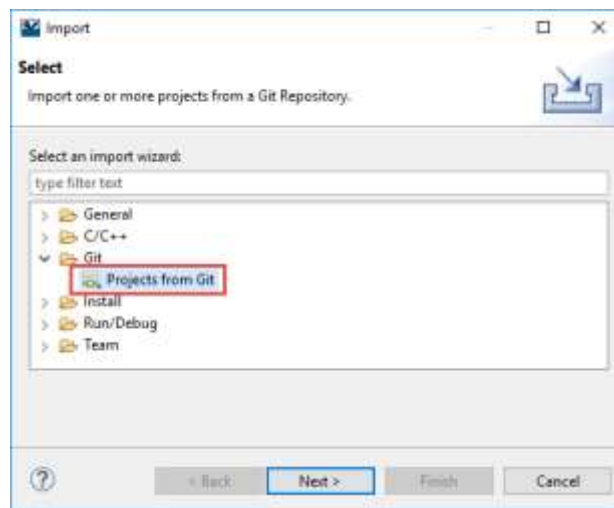 Import
Select
Import one or more projects from a Git Repository.
Select an import wizard:
type filter text
General
C/C++
Git
Projects from Git
Install
Run/Debug
Team
? < Back Next > Finish Cancel